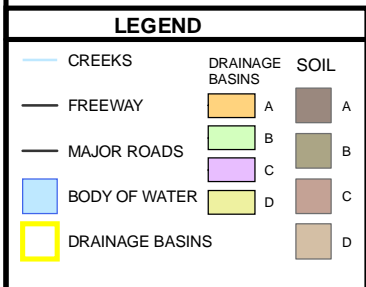 LEGEND
CREEKS
FREEWAY
MAJOR ROADS
BODY OF WATER
DRAINAGE BASINS
DRAINAGE
BASINS
A
B
C
D
SOIL
A
B
C
D